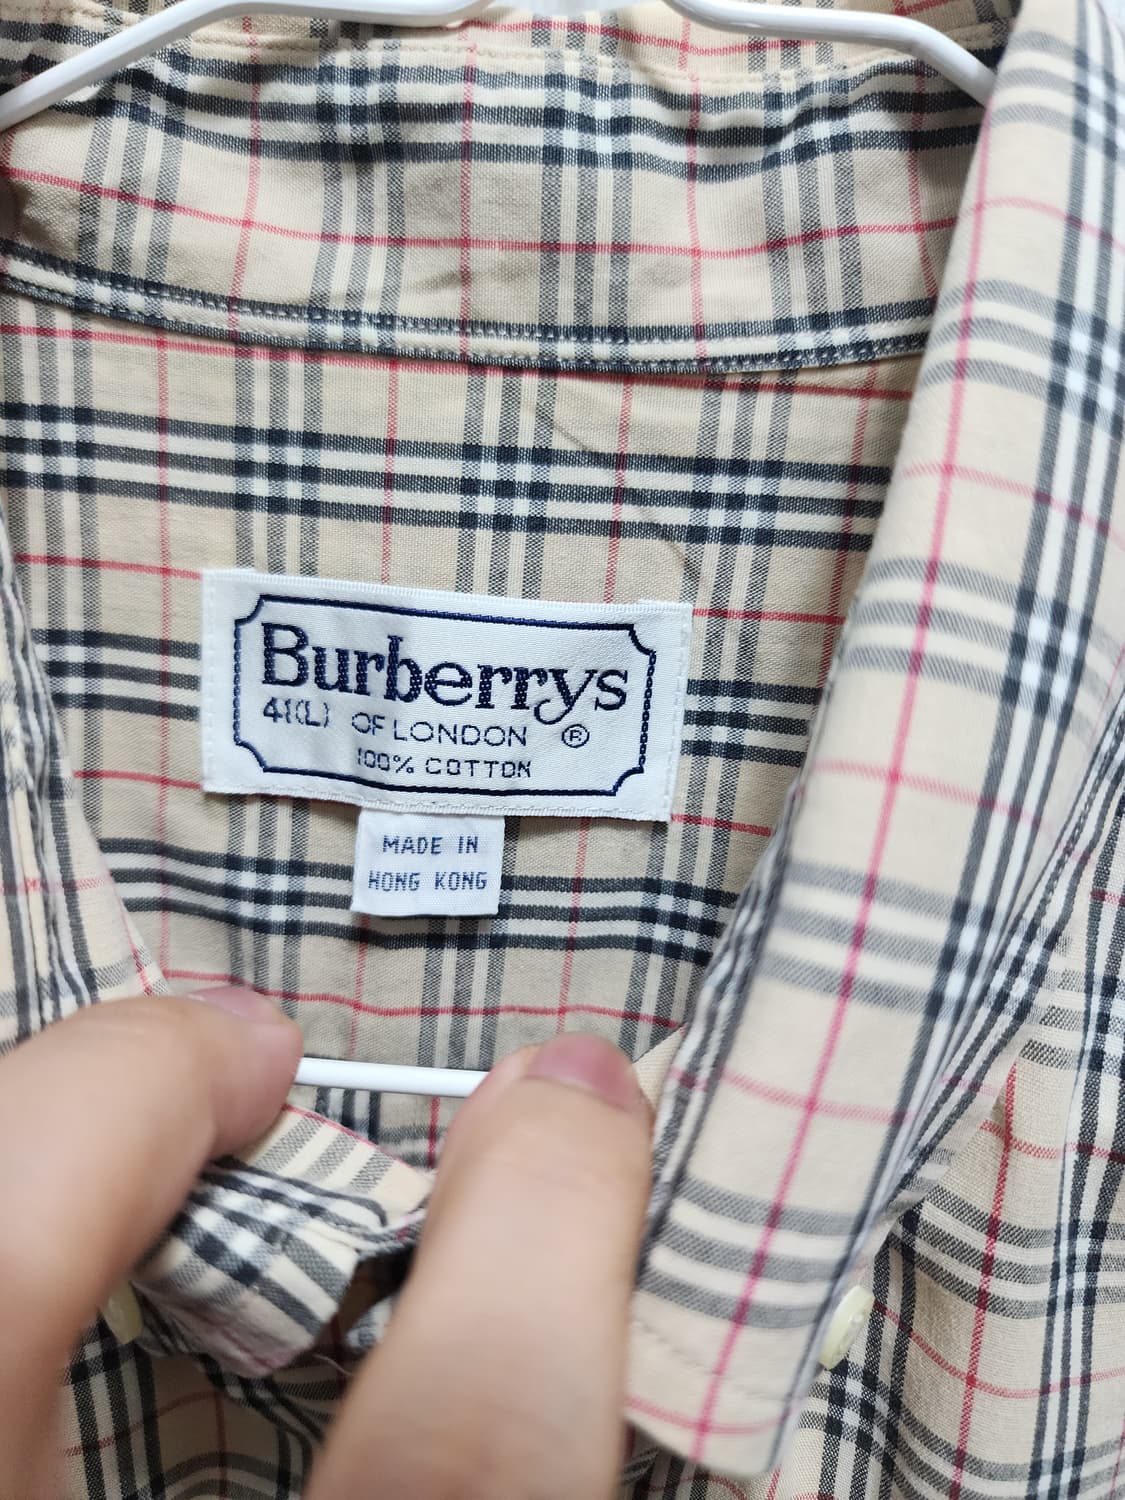 Burberrys
41(L) OF LONDON ®
100% COTTON
MADE IN
HONG KONG